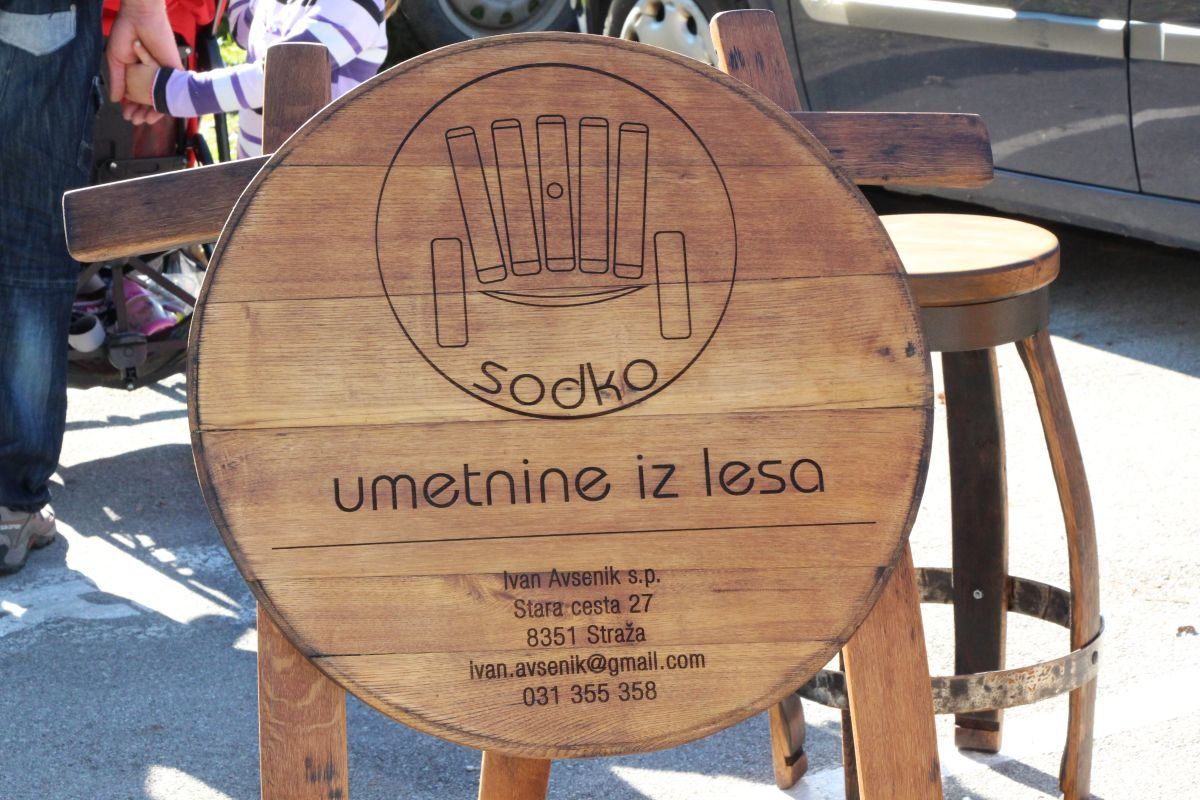 sodko
umetnine iz lesa
Ivan Avsenik s.p.
Stara cesta 27
8351 Straža
ivan.avsenik@gmail.com
031 355 358